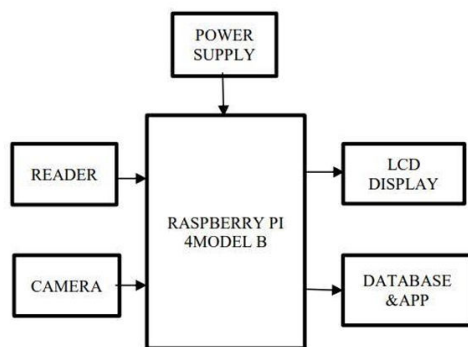 POWER
SUPPLY
READER
LCD
DISPLAY
RASPBERRY PI
4MODEL B
CAMERA
DATABASE
&APP